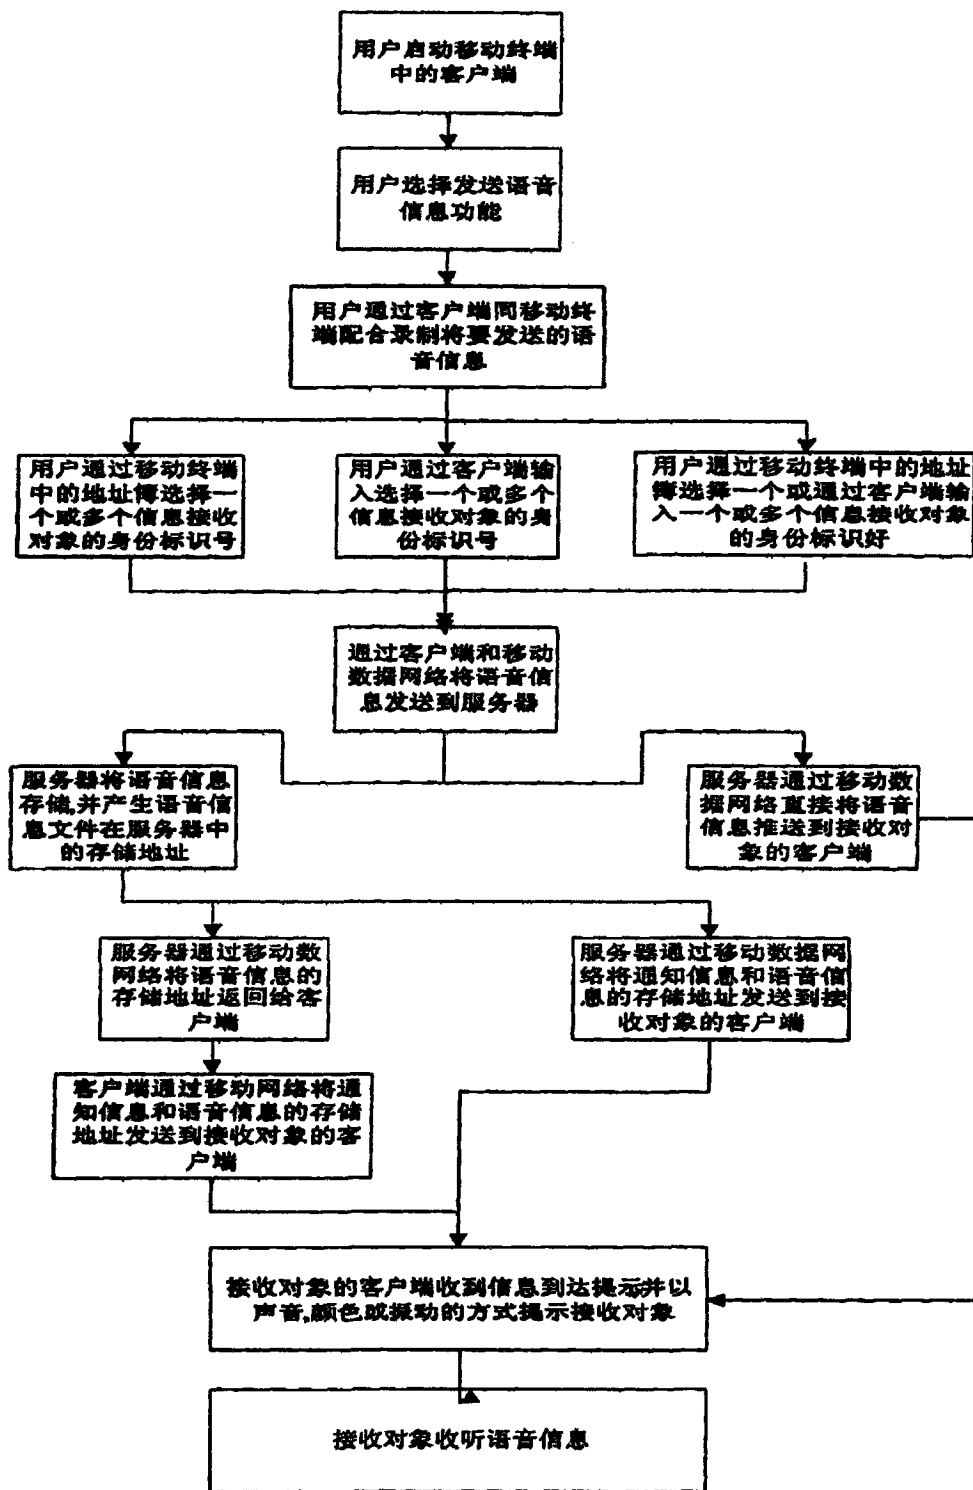 用户启动移动终端
中的客户端
用户选择发送语音
信息功能
用户通过客户端同移动终
端配合录制将要发送的语
音信息
用户通过移动终端
中的地址簿选择一
个或多个信息接收
对象的身份标识号
用户通过客户端输
入选择一个或多个
信息接收对象的身
份标识号
用户通过移动终端中的地址
簿选择一个或通过客户端输
入一个或多个信息接收对象
的身份标识好
通过客户端和移动
数据网络将语音信
息发送到服务器
服务器将语音信息
存储,并产生语音信
息文件在服务器中
的存储地址
服务器通过移动数
据网络直接将语音
信息推送到接收对
象的客户端
服务器通过移动数
网络将语音信息的
存储地址返回给客
户端
服务器通过移动数据网
络将通知信息和语音信
息的存储地址发送到接
收对象的客户端
客户端通过移动网络将通
知信息和语音信息的存储
地址发送到接收对象的客
户端
接收对象的客户端收到信息到达提示并以
声音,颜色或振动的方式提示接收对象
接收对象收听语音信息